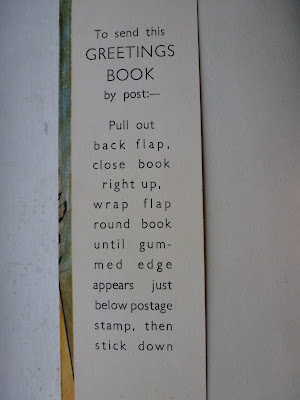 To send this
GREETINGS
BOOK
by post:—
Pull out
back flap,
close book
right up,
wrap flap
round book
until gum-
med edge
appears just
below postage
stamp, then
stick down